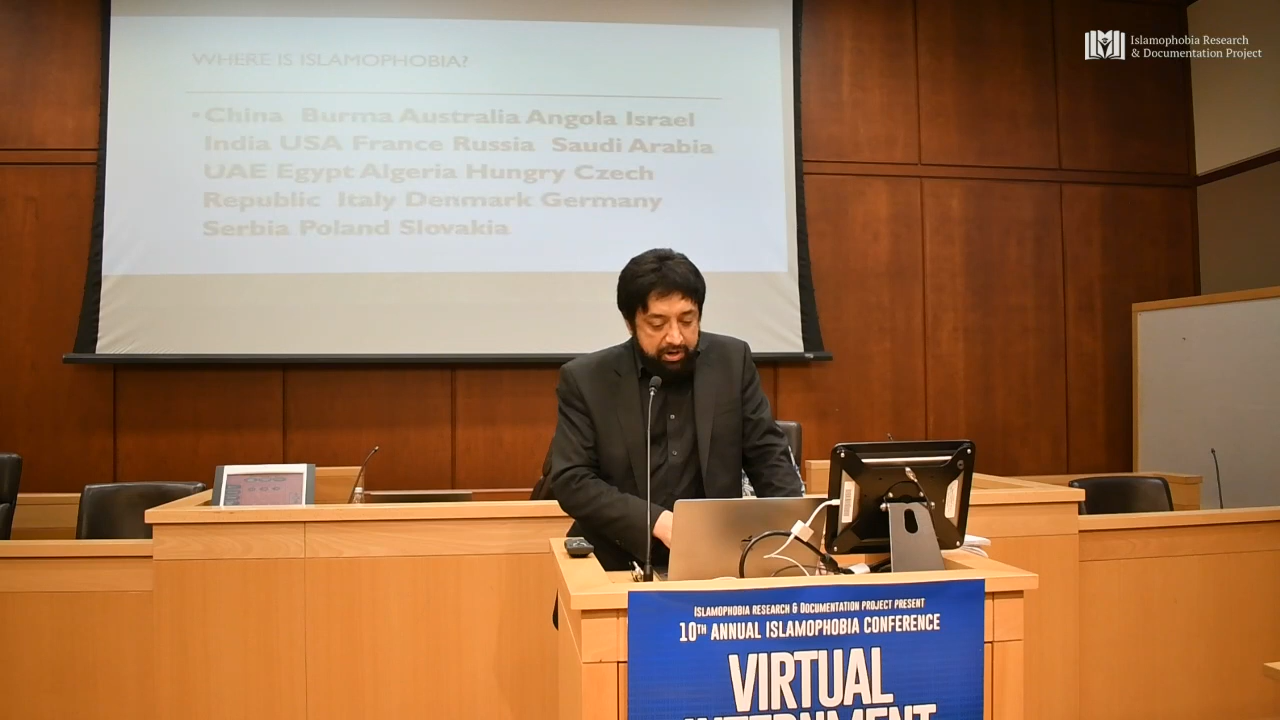 Islamophobia Research
& Documentation Project
WHERE IS ISLAMOPHOBIA?
• China Burma Australia Angola Israel
India USA France Russia Saudi Arabia
UAE Egypt Algeria Hungry Czech
Republic Italy Denmark Germany
Serbia Poland Slovakia
ISLAMOPHOBIA RESEARCH & DOCUMENTATION PROJECT PRESENT
10TH ANNUAL ISLAMOPHOBIA CONFERENCE
VIRTUAL
INTERNMENT